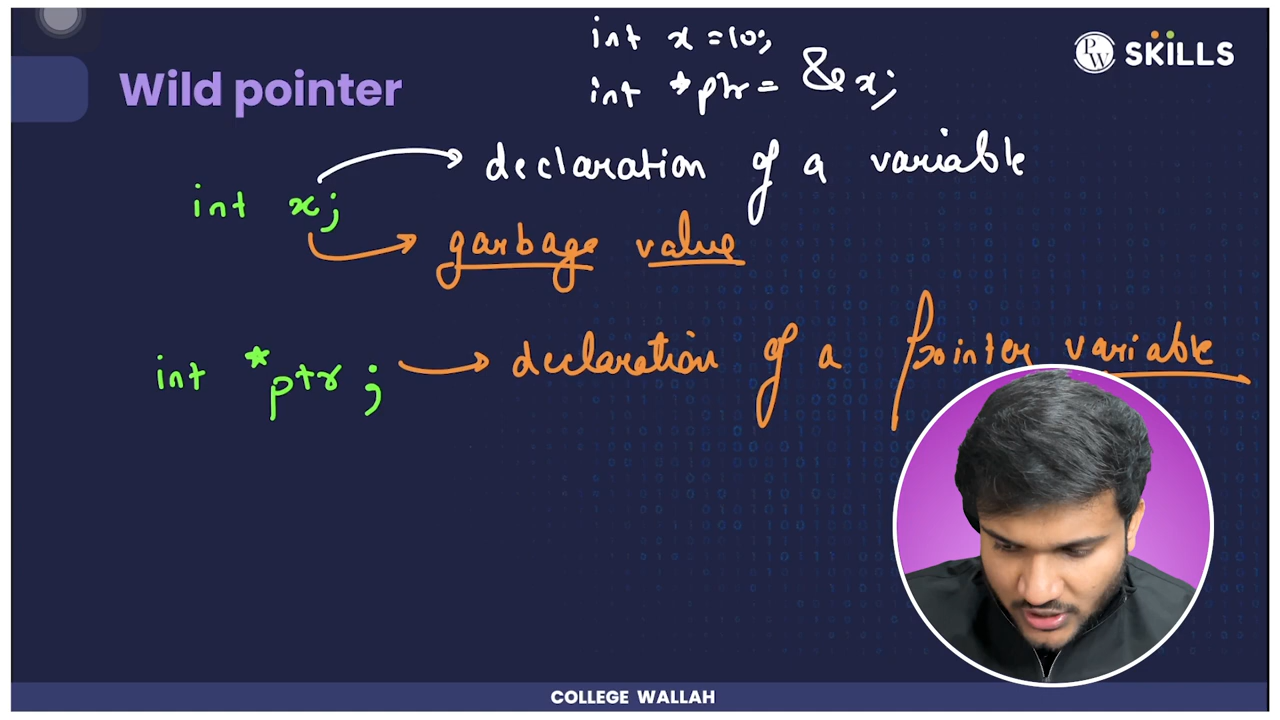 int x = 10;
PW SKILLS
Wild pointer
int *ptr = &x;
declaration of a variable
int x;
garbage value
int *ptr; declaration of a pointer variable
COLLEGE WALLAH